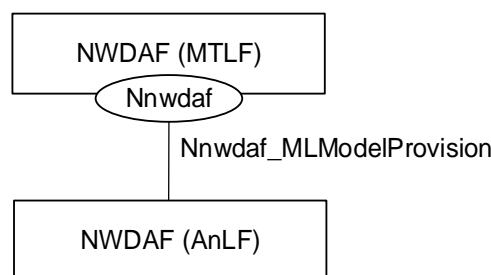 NWDAF (MTLF)
Nnwdaf
Nnwdaf_MLModelProvision
NWDAF (AnLF)